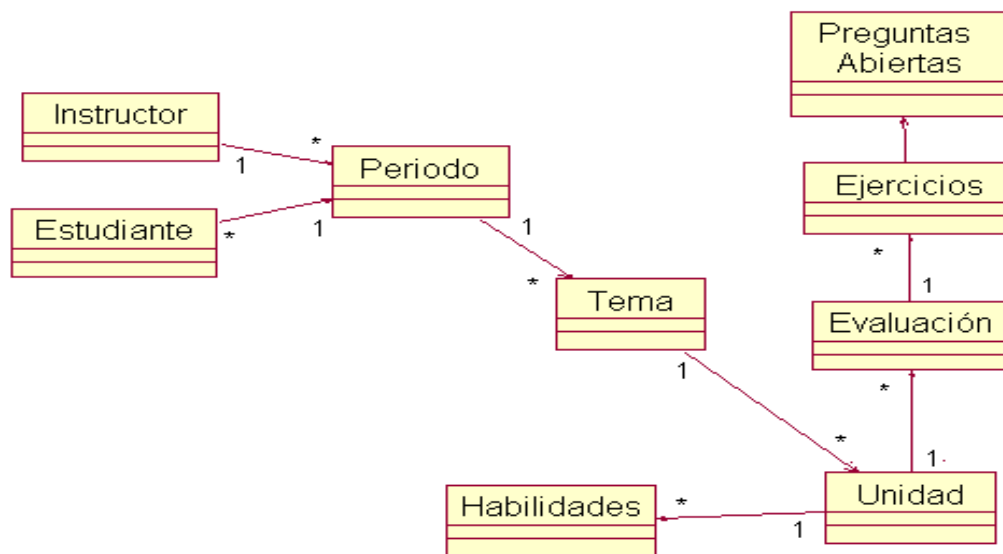 Preguntas
Abiertas
Instructor
1
*
Periodo
Ejercicios
Estudiante
*
1
1
*
*
1
Tema
Evaluación
1
*
*
1
Unidad
Habilidades
*
1